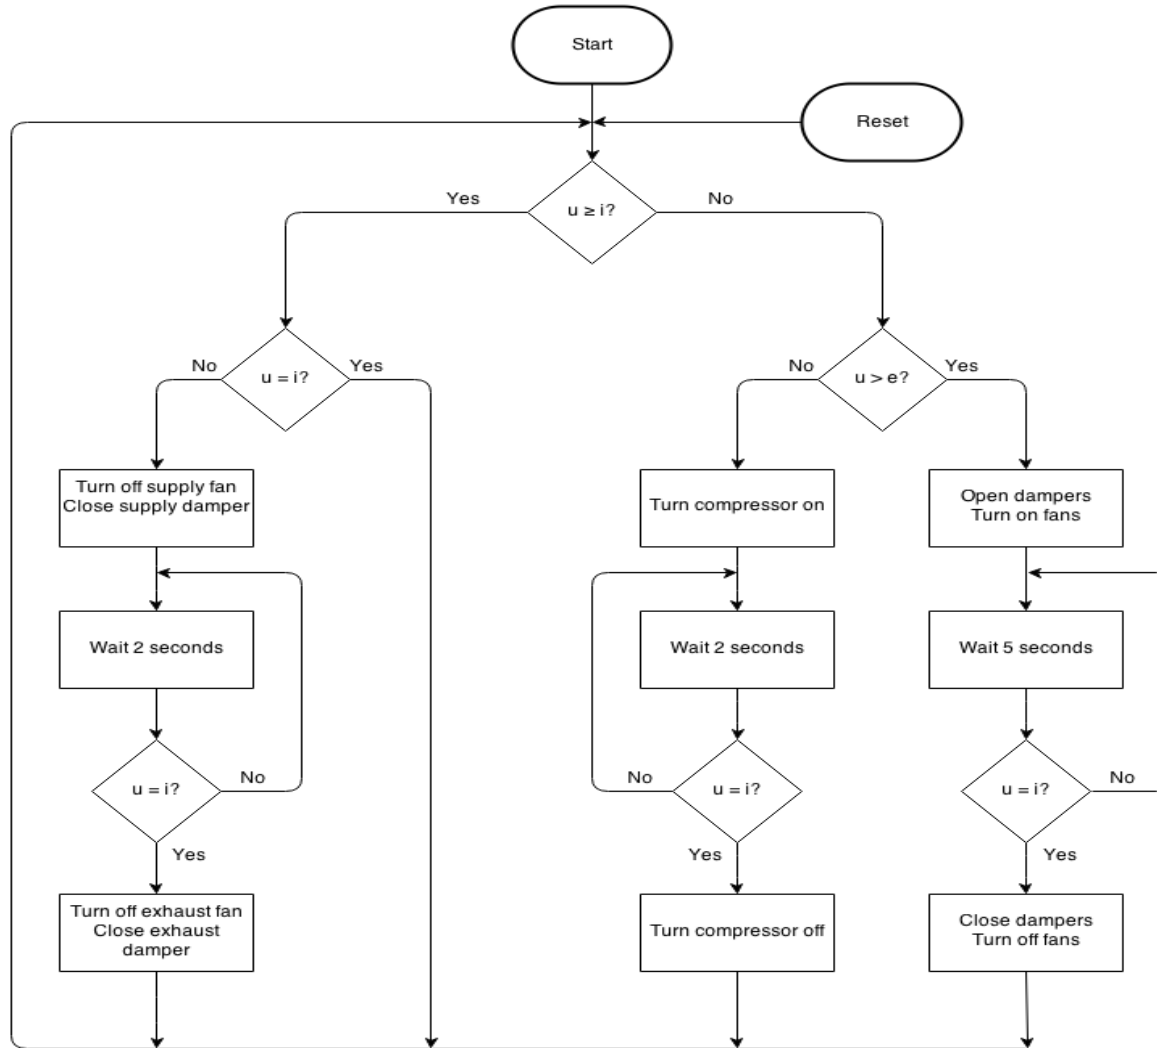 Start
Reset
Yes
u ≥ i?
No
No
u = i?
Yes
No
u > e?
Yes
Turn off supply fan
Close supply damper
Turn compressor on
Open dampers
Turn on fans
Wait 2 seconds
Wait 2 seconds
Wait 5 seconds
u = i?
No
No
u = i?
u = i?
No
Yes
Yes
Yes
Turn off exhaust fan
Close exhaust
damper
Turn compressor off
Close dampers
Turn off fans